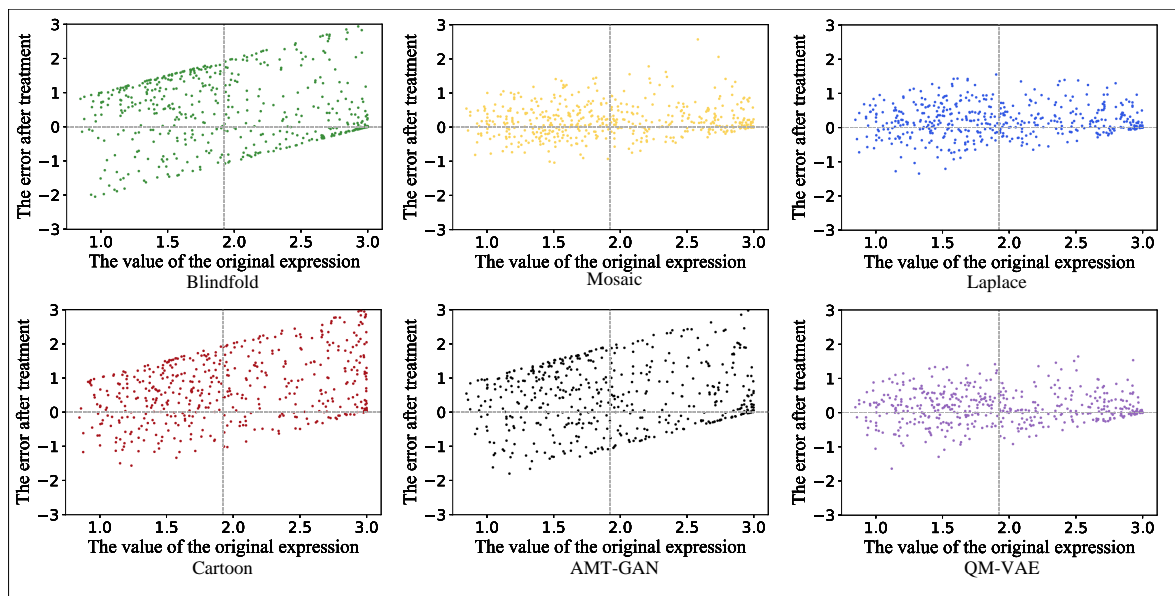 3
2
1
0
−1
−2
−3
The error after treatment
1.0 1.5 2.0 2.5 3.0
The value of the original expression
Blindfold
3
2
1
0
−1
−2
−3
The error after treatment
1.0 1.5 2.0 2.5 3.0
The value of the original expression
Mosaic
3
2
1
0
−1
−2
−3
The error after treatment
1.0 1.5 2.0 2.5 3.0
The value of the original expression
Laplace
3
2
1
0
−1
−2
−3
The error after treatment
1.0 1.5 2.0 2.5 3.0
The value of the original expression
Cartoon
3
2
1
0
−1
−2
−3
The error after treatment
1.0 1.5 2.0 2.5 3.0
The value of the original expression
AMT-GAN
3
2
1
0
−1
−2
−3
The error after treatment
1.0 1.5 2.0 2.5 3.0
The value of the original expression
QM-VAE